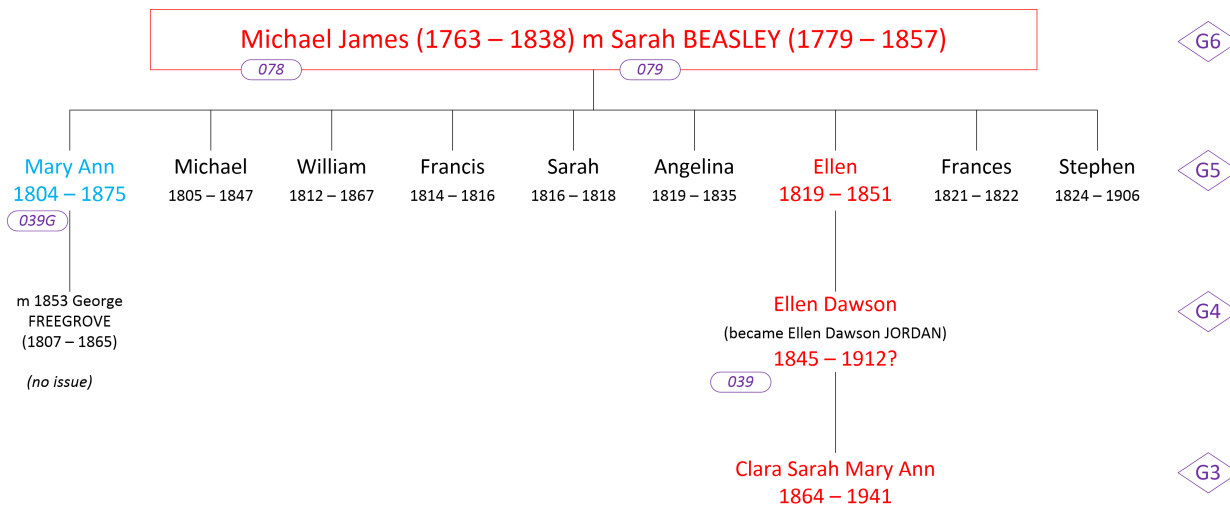 Michael James (1763 – 1838) m Sarah BEASLEY (1779 – 1857)
G6
078
079
Mary Ann
1804 – 1875
039G
Michael
1805 – 1847
William
1812 – 1867
Francis
1814 – 1816
Sarah
1816 – 1818
Angelina
1819 – 1835
Ellen
1819 – 1851
Frances
1821 – 1822
Stephen
1824 – 1906
G5
m 1853 George
FREEGROVE
(1807 – 1865)
(no issue)
Ellen Dawson
(became Ellen Dawson JORDAN)
1845 – 1912?
039
G4
Clara Sarah Mary Ann
1864 – 1941
G3